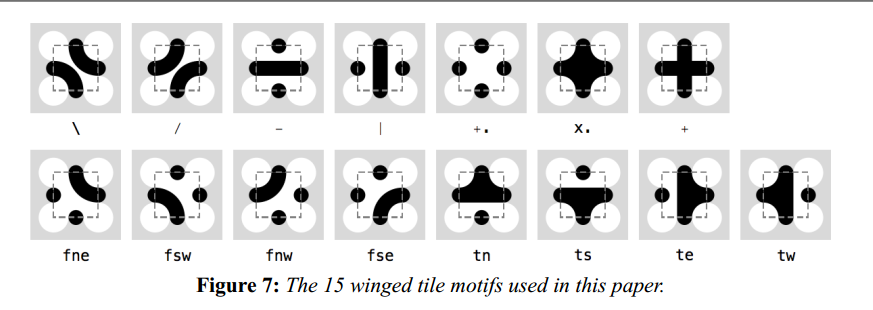 \ / – | +. x. +
fne fsw fnw fse tn ts te tw
Figure 7: The 15 winged tile motifs used in this paper.